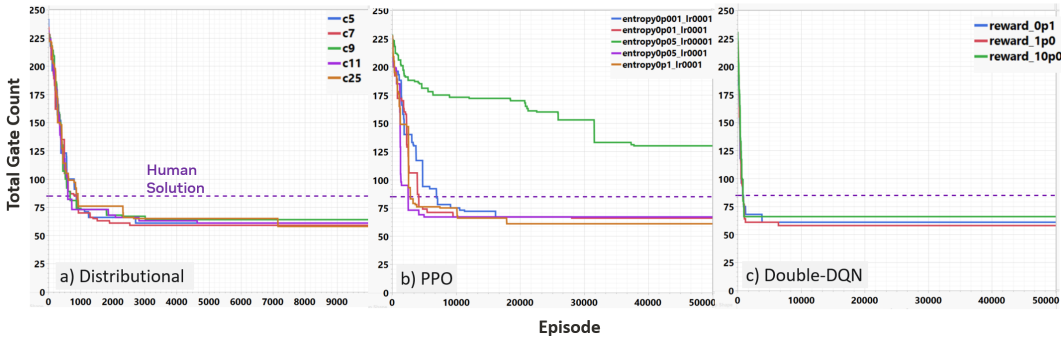 Total Gate Count
250
225
200
175
150
125
100
75
50
25
0
c5
c7
c9
c11
c25
Human
Solution
a) Distributional
0 1000 2000 3000 4000 5000 6000 7000 8000 9000
250
225
200
175
150
125
100
75
50
25
0
entropy0p001_lr0001
entropy0p01_lr0001
entropy0p05_lr00001
entropy0p05_lr0001
entropy0p1_lr0001
b) PPO
0 10000 20000 30000 40000 50000
250
225
200
175
150
125
100
75
50
25
0
reward_0p1
reward_1p0
reward_10p0
c) Double-DQN
0 10000 20000 30000 40000 50000
Episode